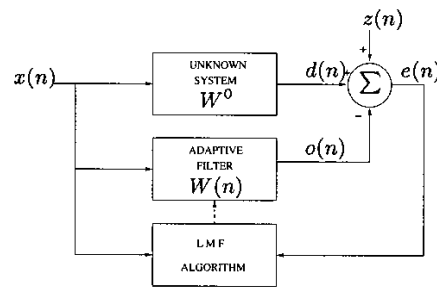 z(n)
+
x(n)
UNKNOWN
SYSTEM
W⁰
d(n)
+
Σ
e(n)
−
ADAPTIVE
FILTER
W(n)
o(n)
LMF
ALGORITHM